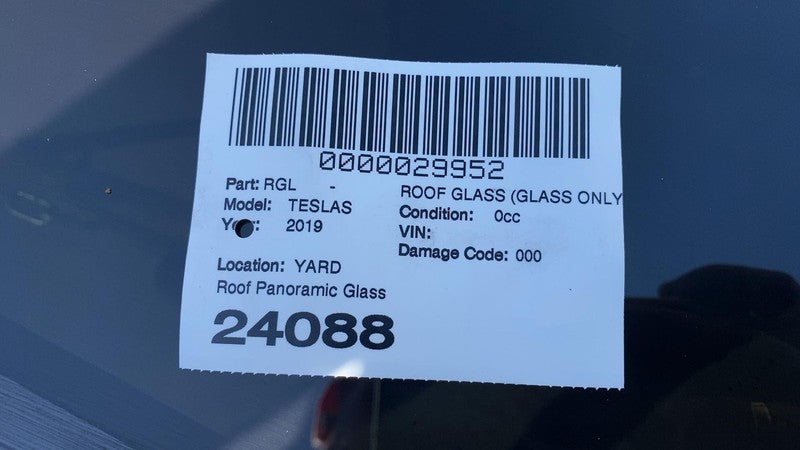 0000029952
Part: RGL - ROOF GLASS (GLASS ONLY
Model: TESLAS Condition: 0cc
2019 VIN:
Damage Code: 000
Location: YARD
Roof Panoramic Glass
24088